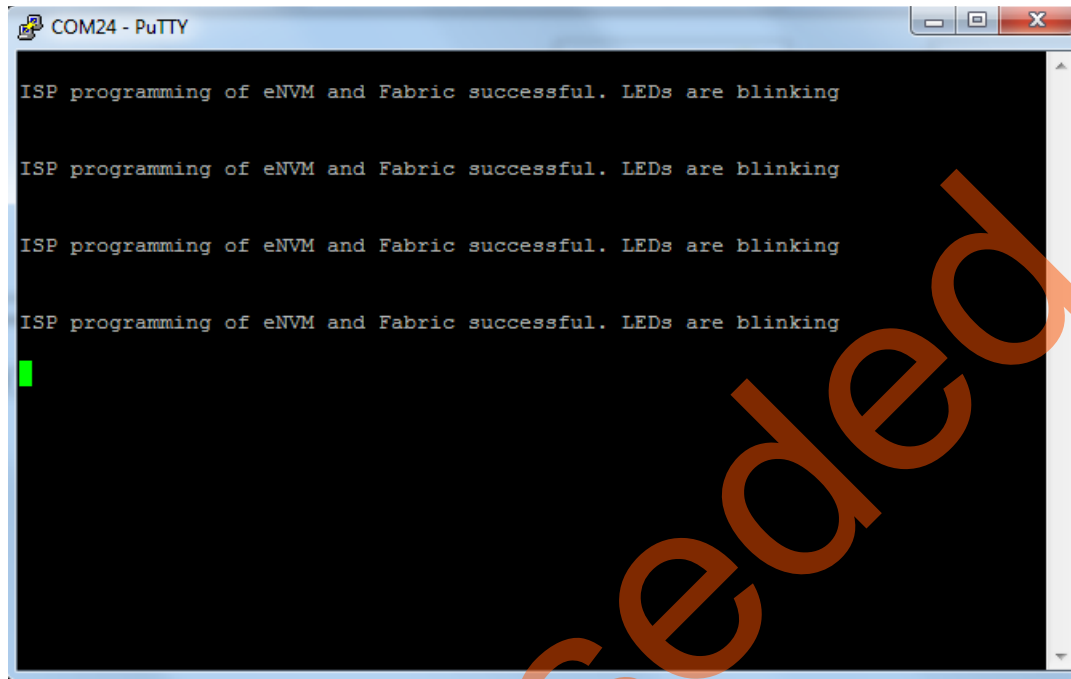 COM24 - PuTTY
ISP programming of eNVM and Fabric successful. LEDs are blinking
ISP programming of eNVM and Fabric successful. LEDs are blinking
ISP programming of eNVM and Fabric successful. LEDs are blinking
ISP programming of eNVM and Fabric successful. LEDs are blinking
ceded